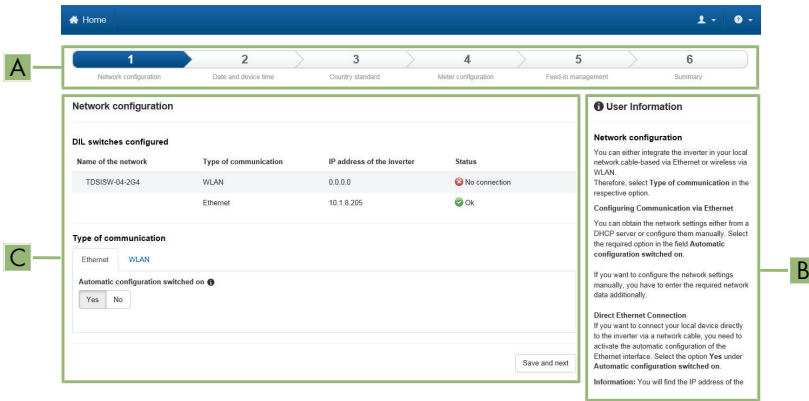 Home
A
1 2 3 4 5 6
Network configuration Date and device time Country standard Meter configuration Feed-in management Summary
Network configuration
DIL switches configured
Name of the network Type of communication IP address of the inverter Status
TDSISW-04-2G4 WLAN 0.0.0.0 No connection
Ethernet 10.1.8.205 Ok
Type of communication
C
Ethernet WLAN
Automatic configuration switched on
Yes No
Save and next
User Information
Network configuration
You can either integrate the inverter in your local
network cable-based via Ethernet or wireless via
WLAN.
Therefore, select Type of communication in the
respective option.
Configuring Communication via Ethernet
You can obtain the network settings either from a
DHCP server or configure them manually. Select
the required option in the field Automatic
configuration switched on.
B
If you want to configure the network settings
manually, you have to enter the required network
data additionally.
Direct Ethernet Connection
If you want to connect your local device directly
to the inverter via a network cable, you need to
activate the automatic configuration of the
Ethernet interface. Select the option Yes under
Automatic configuration switched on.
Information: You will find the IP address of the